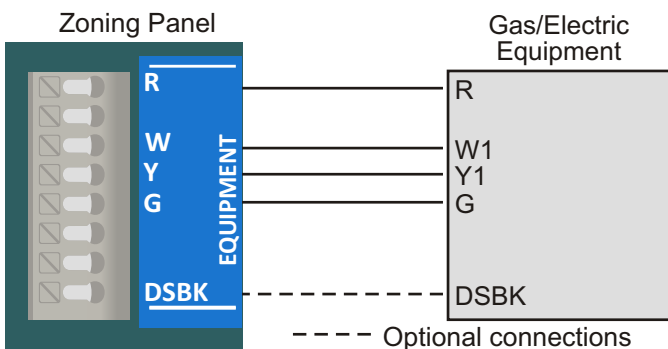 Zoning Panel
Gas/Electric
Equipment
R
W
Y
G
DSBK
EQUIPMENT
R
W1
Y1
G
DSBK
Optional connections